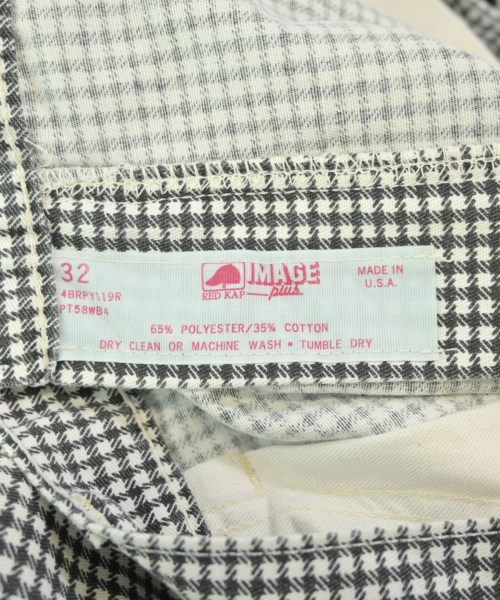 32
4BRPY119R
PT58WB4
RED KAP
IMAGE
plus
MADE IN
U.S.A.
65% POLYESTER/35% COTTON
DRY CLEAN OR MACHINE WASH • TUMBLE DRY